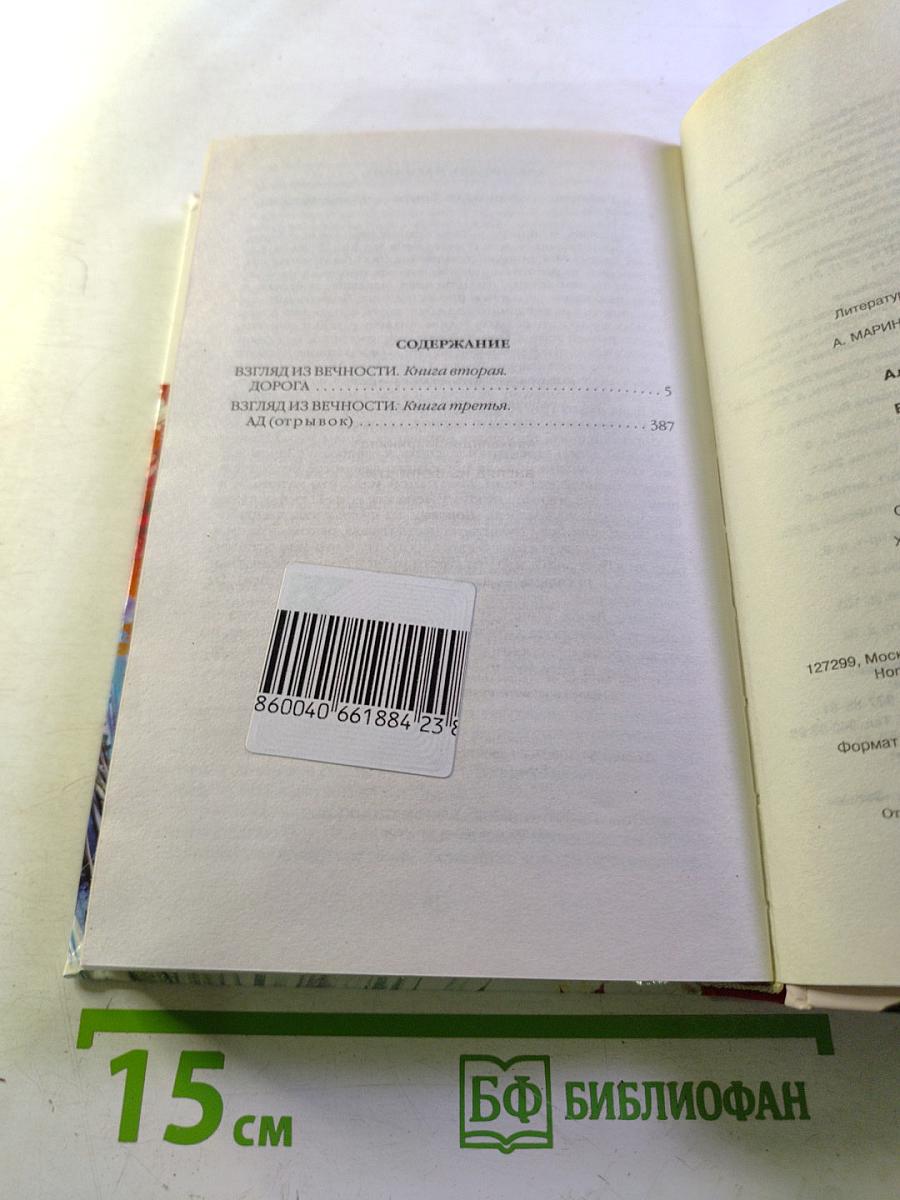 СОДЕРЖАНИЕ
ВЗГЛЯД ИЗ ВЕЧНОСТИ. Книга вторая.
ДОРОГА . . . . . . . . . . . . . . . . . . . . . . . . . . . . . . . . . . . . . . . . . . 5
ВЗГЛЯД ИЗ ВЕЧНОСТИ. Книга третья.
АД (отрывок) . . . . . . . . . . . . . . . . . . . . . . . . . . . . . . . . . . . 387
860040 661884 23
Литерату
А. МАРИН
127299, Моск
Формат
15 см
БФ БИБЛИОФАН